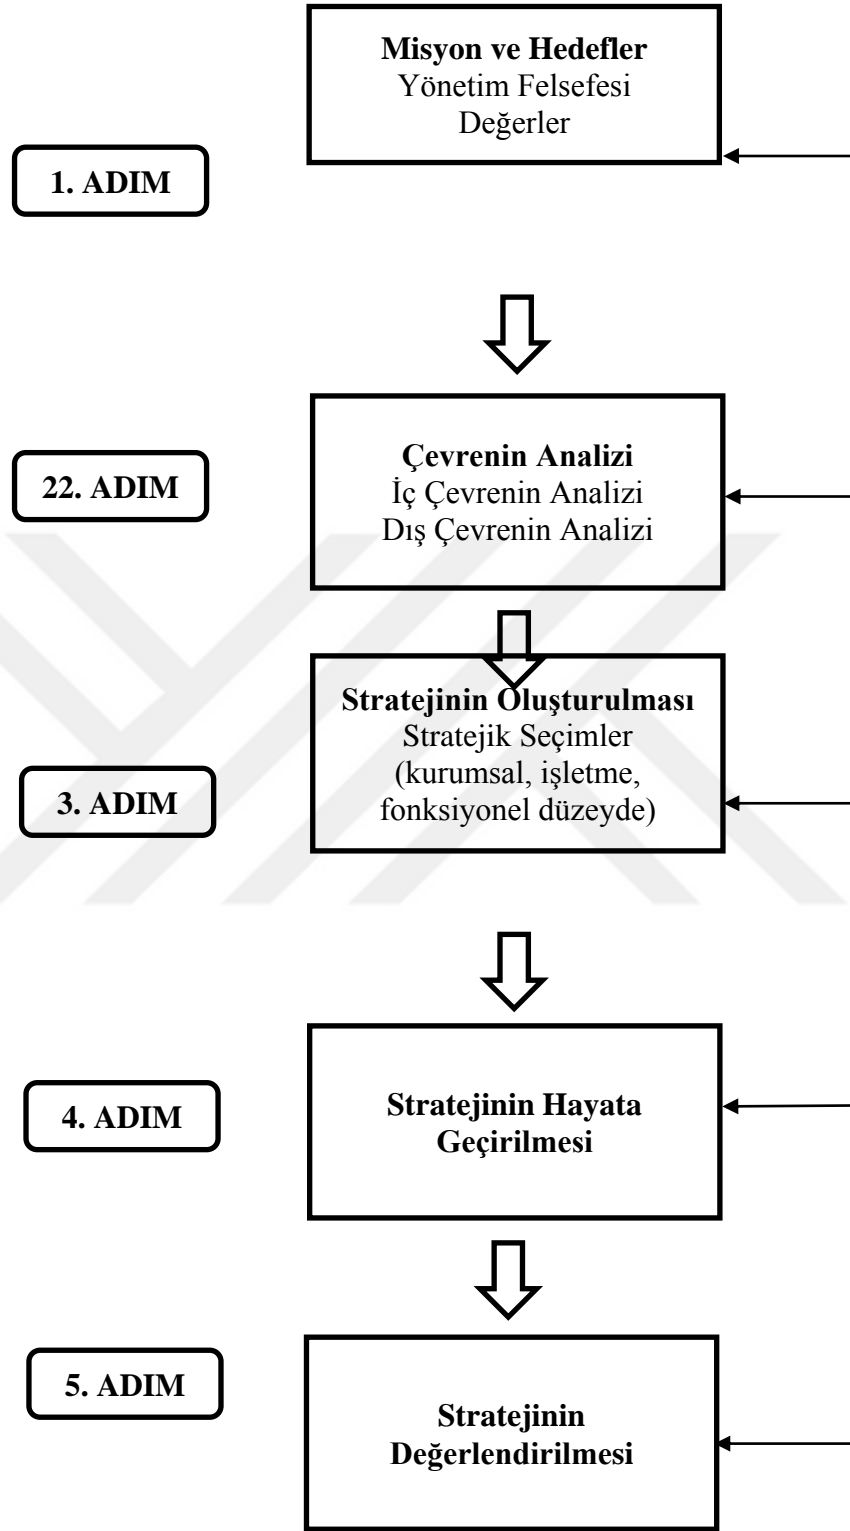 Misyon ve Hedefler
Yönetim Felsefesi
Değerler
1. ADIM
22. ADIM
Çevrenin Analizi
İç Çevrenin Analizi
Dış Çevrenin Analizi
Stratejinin Oluşturulması
Stratejik Seçimler
(kurumsal, işletme,
fonksiyonel düzeyde)
3. ADIM
4. ADIM
Stratejinin Hayata
Geçirilmesi
5. ADIM
Stratejinin
Değerlendirilmesi